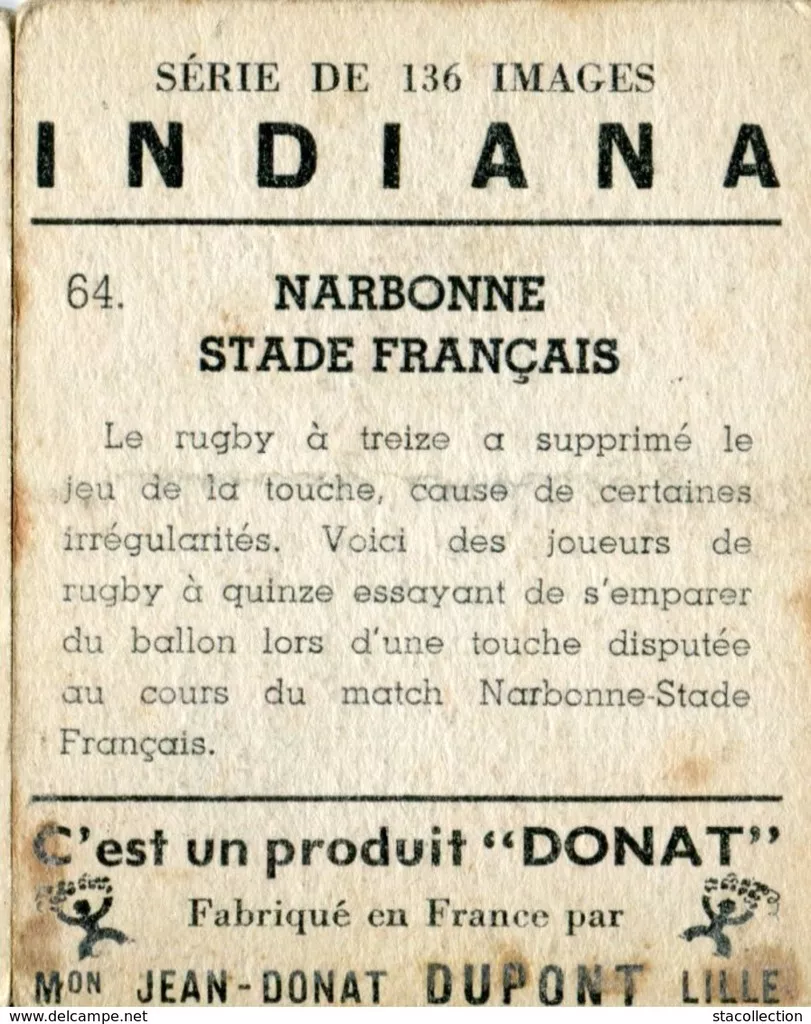 SÉRIE DE 136 IMAGES
INDIANA
64. NARBONNE
STADE FRANÇAIS
Le rugby à treize a supprimé le
jeu de la touche, cause de certaines
irrégularités. Voici des joueurs de
rugby à quinze essayant de s'emparer
du ballon lors d'une touche disputée
au cours du match Narbonne-Stade
Français.
C'est un produit “DONAT”
Fabriqué en France par
Mon JEAN-DONAT DUPONT LILLE
www.delcampe.net
stacollection